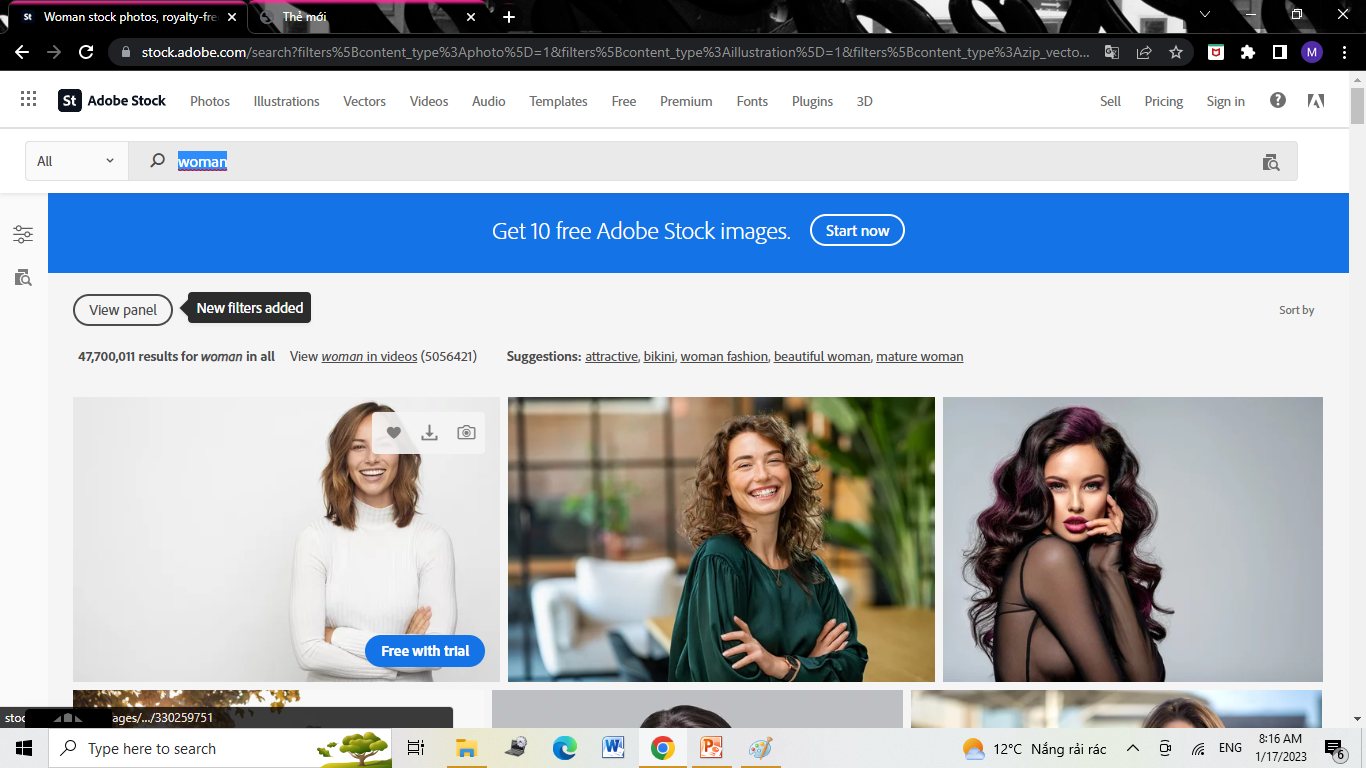 St Woman stock photos, royalty-fre
Thẻ mới
stock.adobe.com/search?filters%5Bcontent_type%3Aphoto%5D=1&filters%5Bcontent_type%3Aillustration%5D=1&filters%5Bcontent_type%3Azip_vecto...
M
St Adobe Stock Photos Illustrations Vectors Videos Audio Templates Free Premium Fonts Plugins 3D Sell Pricing Sign in ?
All woman
Get 10 free Adobe Stock images. Start now
View panel New filters added Sort by
47,700,011 results for woman in all View woman in videos (5056421) Suggestions: attractive, bikini, woman fashion, beautiful woman, mature woman
Free with trial
stoc ages/.../330259751
Type here to search
12°C Nắng rải rác ENG 8:16 AM
1/17/2023
6